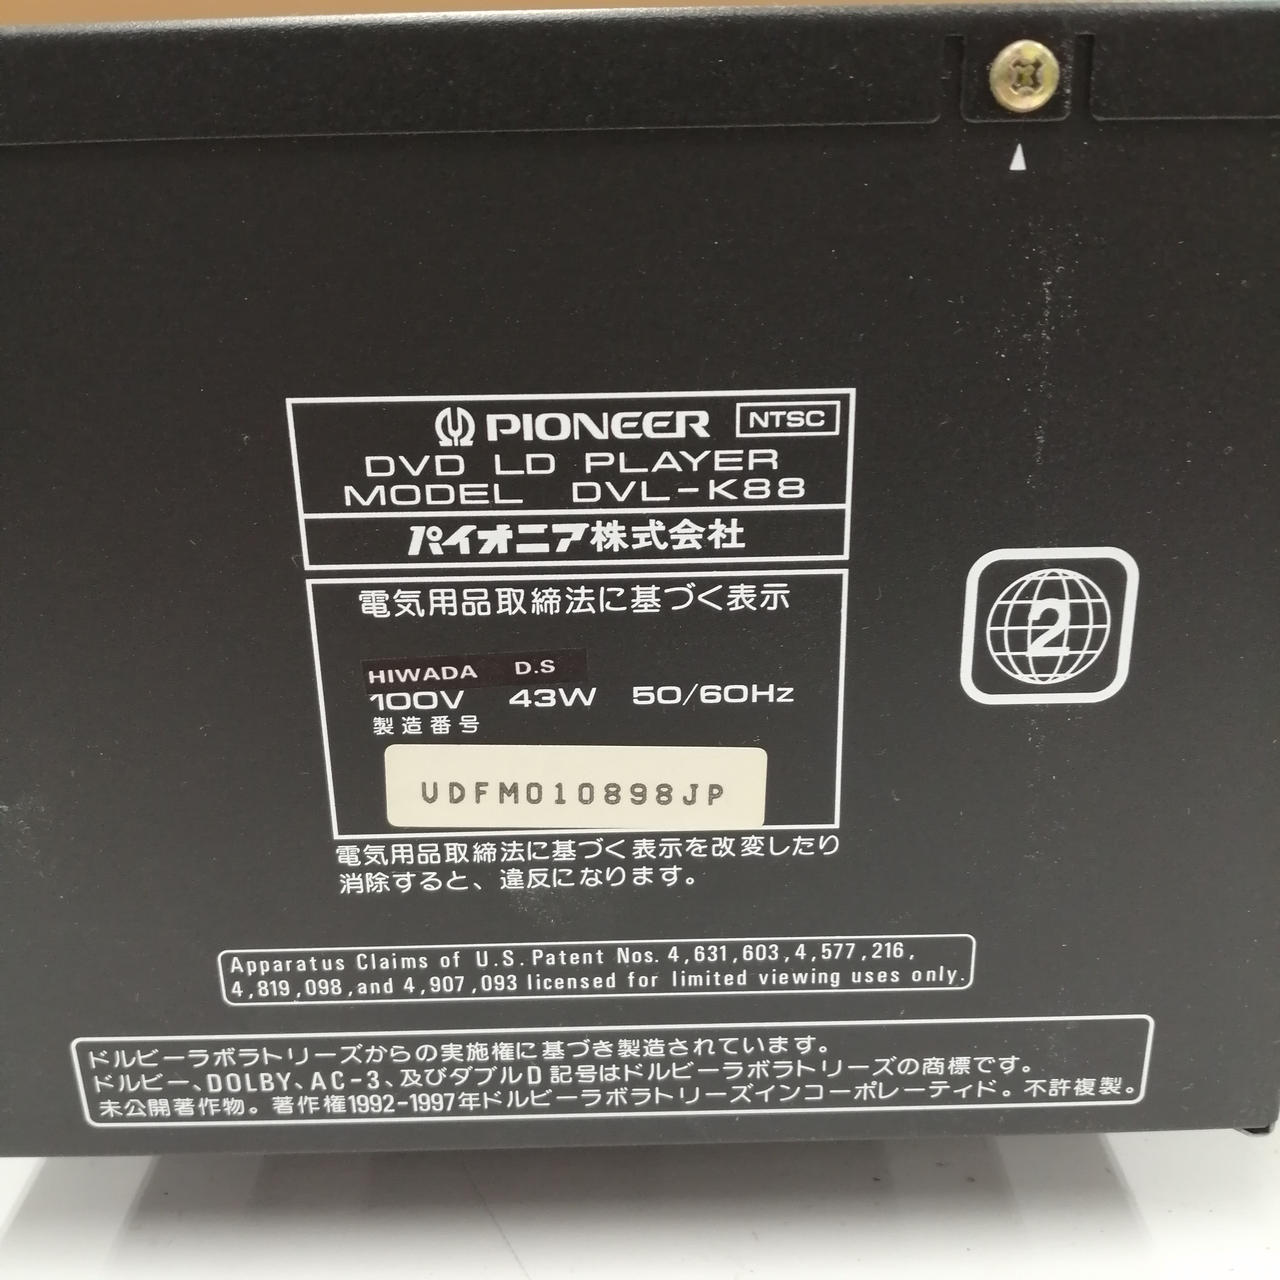 PIONEER NTSC
DVD LD PLAYER
MODEL DVL-K88
パイオニア株式会社
電気用品取締法に基づく表示
HIWADA D.S
100V 43W 50/60Hz
製造番号
UDFM010898JP
電気用品取締法に基づく表示を改変したり
消除すると、違反になります。
2
Apparatus Claims of U.S. Patent Nos. 4,631,603,4,577,216,
4,819,098,and 4,907,093 licensed for limited viewing uses only.
ドルビーラボラトリーズからの実施権に基づき製造されています。
ドルビー、DOLBY、AC-3、及びダブルD記号はドルビーラボラトリーズの商標です。
未公開著作物。著作権1992-1997年ドルビーラボラトリーズインコーポレーティド。不許複製。